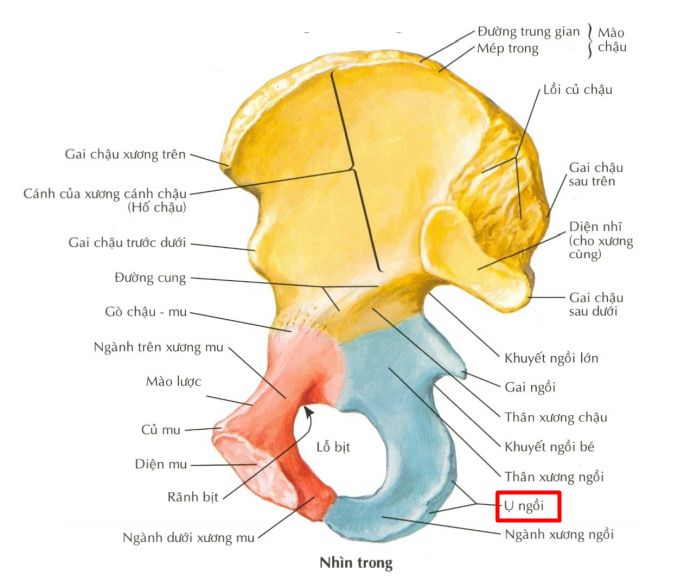 Đường trung gian
Mép trong
Mào
chậu
Lồi củ chậu
Gai chậu xương trên
Gai chậu
sau trên
Cánh của xương cánh chậu
(Hố chậu)
Diện nhĩ
(cho xương
cùng)
Gai chậu trước dưới
Đường cung
Gai chậu
sau dưới
Gò chậu - mu
Ngành trên xương mu
Khuyết ngồi lớn
Mào lược
Gai ngồi
Thân xương chậu
Củ mu
Lỗ bịt
Khuyết ngồi bé
Diện mu
Thân xương ngồi
Rãnh bịt
Ụ ngồi
Ngành dưới xương mu
Ngành xương ngồi
Nhìn trong